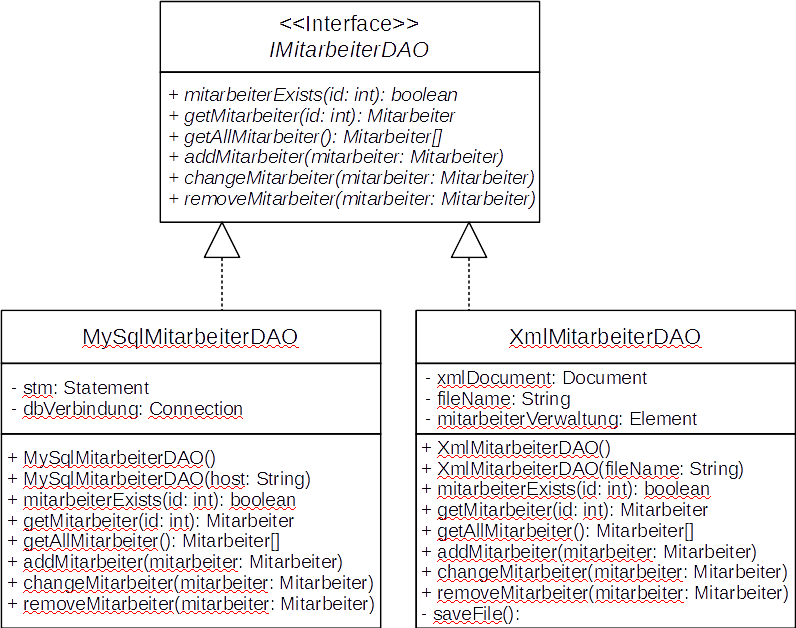 <<Interface>>
IMitarbeiterDAO
+ mitarbeiterExists(id: int): boolean
+ getMitarbeiter(id: int): Mitarbeiter
+ getAllMitarbeiter(): Mitarbeiter[]
+ addMitarbeiter(mitarbeiter: Mitarbeiter)
+ changeMitarbeiter(mitarbeiter: Mitarbeiter)
+ removeMitarbeiter(mitarbeiter: Mitarbeiter)
MySqlMitarbeiterDAO
- stm: Statement
- dbVerbindung: Connection
+ MySqlMitarbeiterDAO()
+ MySqlMitarbeiterDAO(host: String)
+ mitarbeiterExists(id: int): boolean
+ getMitarbeiter(id: int): Mitarbeiter
+ getAllMitarbeiter(): Mitarbeiter[]
+ addMitarbeiter(mitarbeiter: Mitarbeiter)
+ changeMitarbeiter(mitarbeiter: Mitarbeiter)
+ removeMitarbeiter(mitarbeiter: Mitarbeiter)
XmlMitarbeiterDAO
- xmlDocument: Document
- fileName: String
- mitarbeiterVerwaltung: Element
+ XmlMitarbeiterDAO()
+ XmlMitarbeiterDAO(fileName: String)
+ mitarbeiterExists(id: int): boolean
+ getMitarbeiter(id: int): Mitarbeiter
+ getAllMitarbeiter(): Mitarbeiter[]
+ addMitarbeiter(mitarbeiter: Mitarbeiter)
+ changeMitarbeiter(mitarbeiter: Mitarbeiter)
+ removeMitarbeiter(mitarbeiter: Mitarbeiter)
- saveFile():